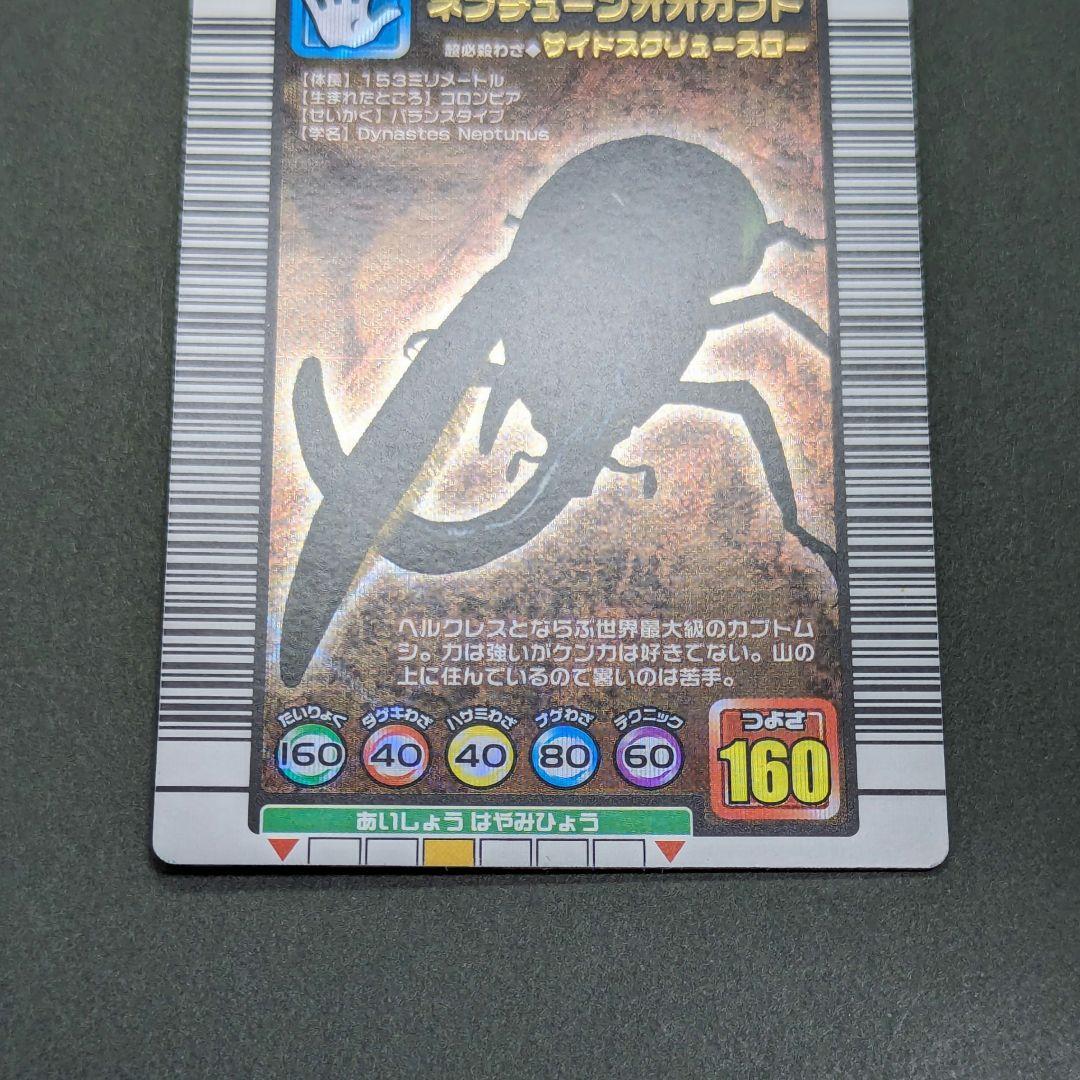 ネプチューンオオカブト
超必殺わざ◆サイドスクリュースロー
【体長】153ミリメートル
【生まれたところ】コロンビア
【せいかく】バランスタイプ
【学名】Dynastes Neptunus
ヘルクレスとならぶ世界最大級のカブトム
シ。力は強いがケンカは好きでない。山の
上に住んでいるので暑いのは苦手。
たいりょく ダゲキわざ ハサミわざ ナゲわざ テクニック つよさ
160 40 40 80 60 160
あいしょう はやみひょう